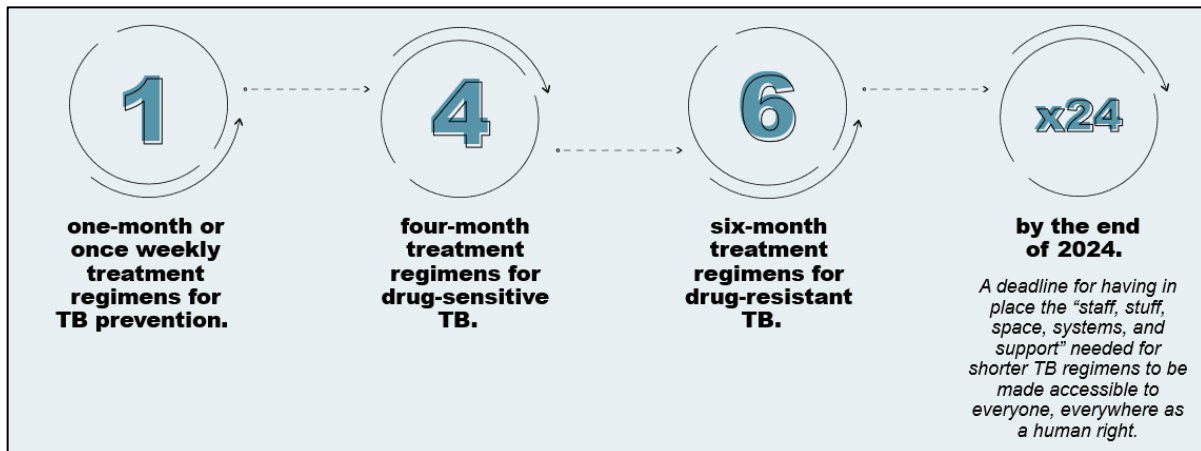 1
one-month or
once weekly
treatment
regimens for
TB prevention.
4
four-month
treatment
regimens for
drug-sensitive
TB.
6
six-month
treatment
regimens for
drug-resistant
TB.
x24
by the end
of 2024.
A deadline for having in
place the “staff, stuff,
space, systems, and
support” needed for
shorter TB regimens to be
made accessible to
everyone, everywhere as
a human right.